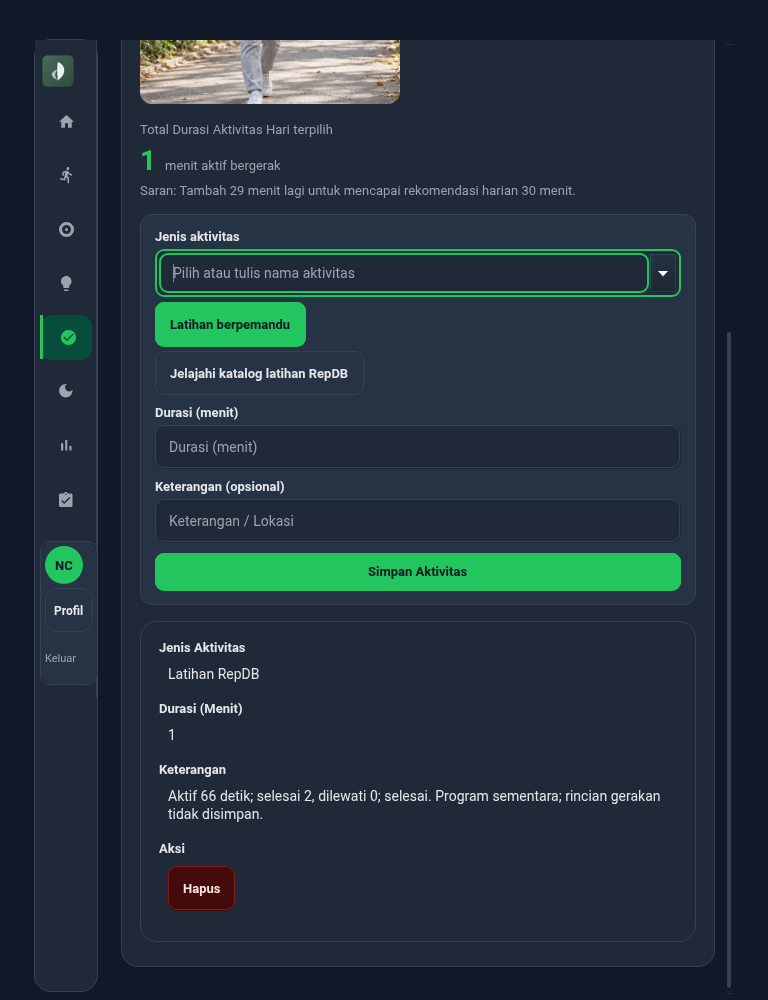 Total Durasi Aktivitas Hari terpilih
1 menit aktif bergerak
Saran: Tambah 29 menit lagi untuk mencapai rekomendasi harian 30 menit.
Jenis aktivitas
Pilih atau tulis nama aktivitas
Latihan berpemandu
Jelajahi katalog latihan RepDB
Durasi (menit)
Durasi (menit)
Keterangan (opsional)
Keterangan / Lokasi
Simpan Aktivitas
NC
Profil
Keluar
Jenis Aktivitas
Latihan RepDB
Durasi (Menit)
1
Keterangan
Aktif 66 detik; selesai 2, dilewati 0; selesai. Program sementara; rincian gerakan
tidak disimpan.
Aksi
Hapus